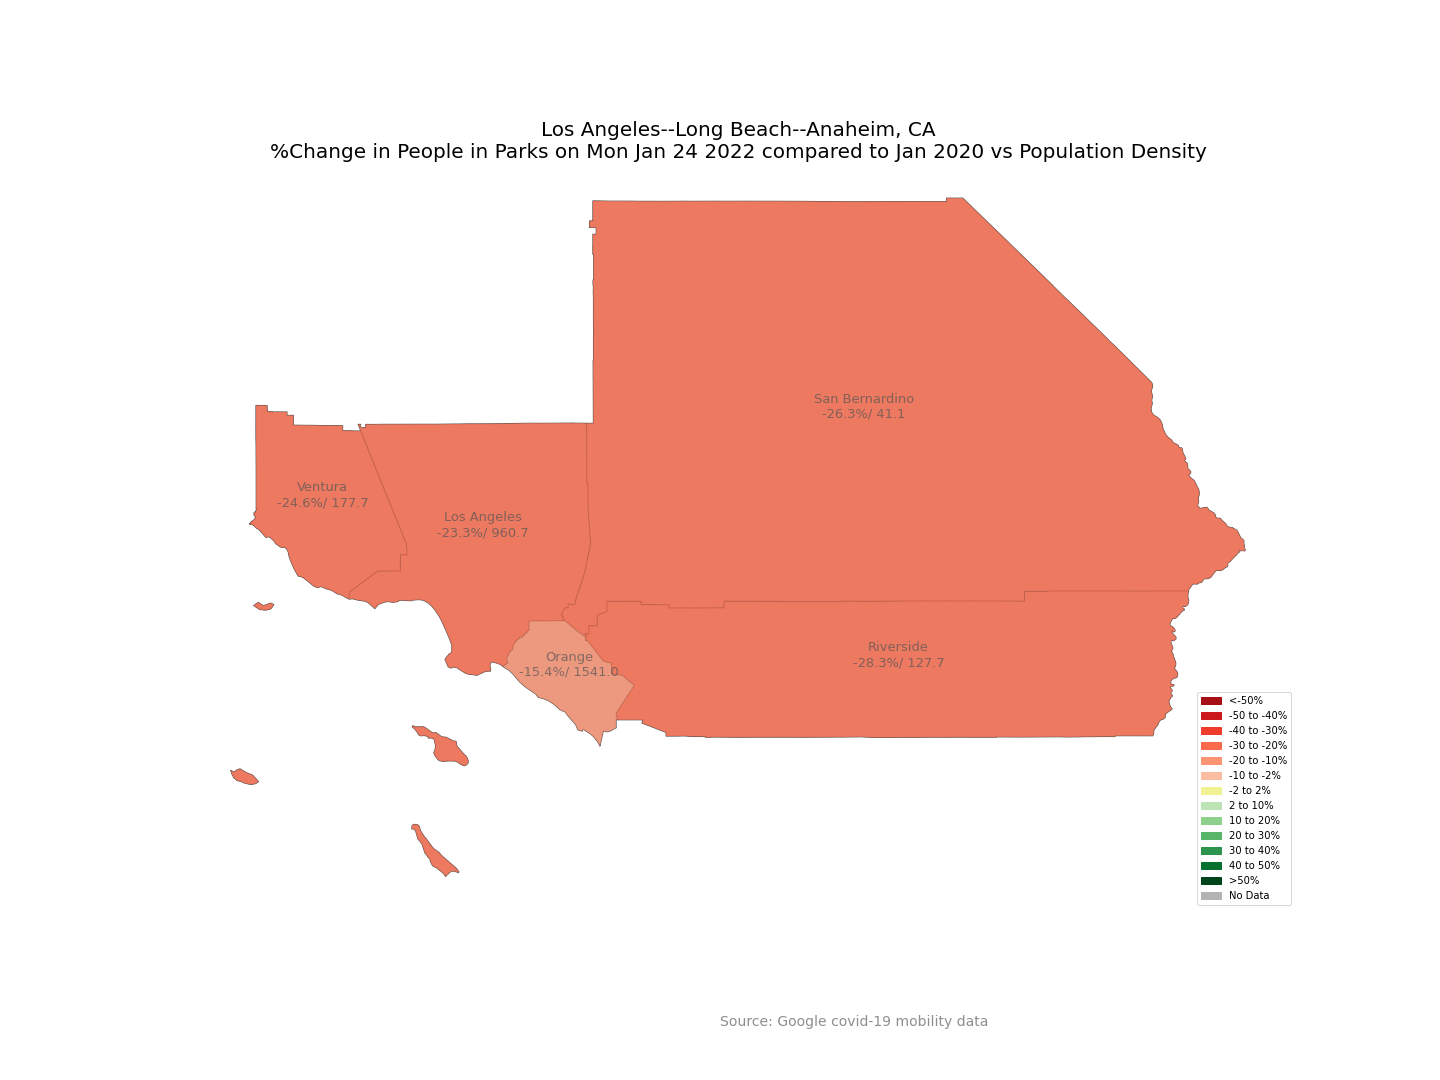 Los Angeles--Long Beach--Anaheim, CA
%Change in People in Parks on Mon Jan 24 2022 compared to Jan 2020 vs Population Density
San Bernardino
-26.3%/ 41.1
Ventura
-24.6%/ 177.7
Los Angeles
-23.3%/ 960.7
Orange
-15.4%/ 1541.0
Riverside
-28.3%/ 127.7
<-50%
-50 to -40%
-40 to -30%
-30 to -20%
-20 to -10%
-10 to -2%
-2 to 2%
2 to 10%
10 to 20%
20 to 30%
30 to 40%
40 to 50%
>50%
No Data
Source: Google covid-19 mobility data